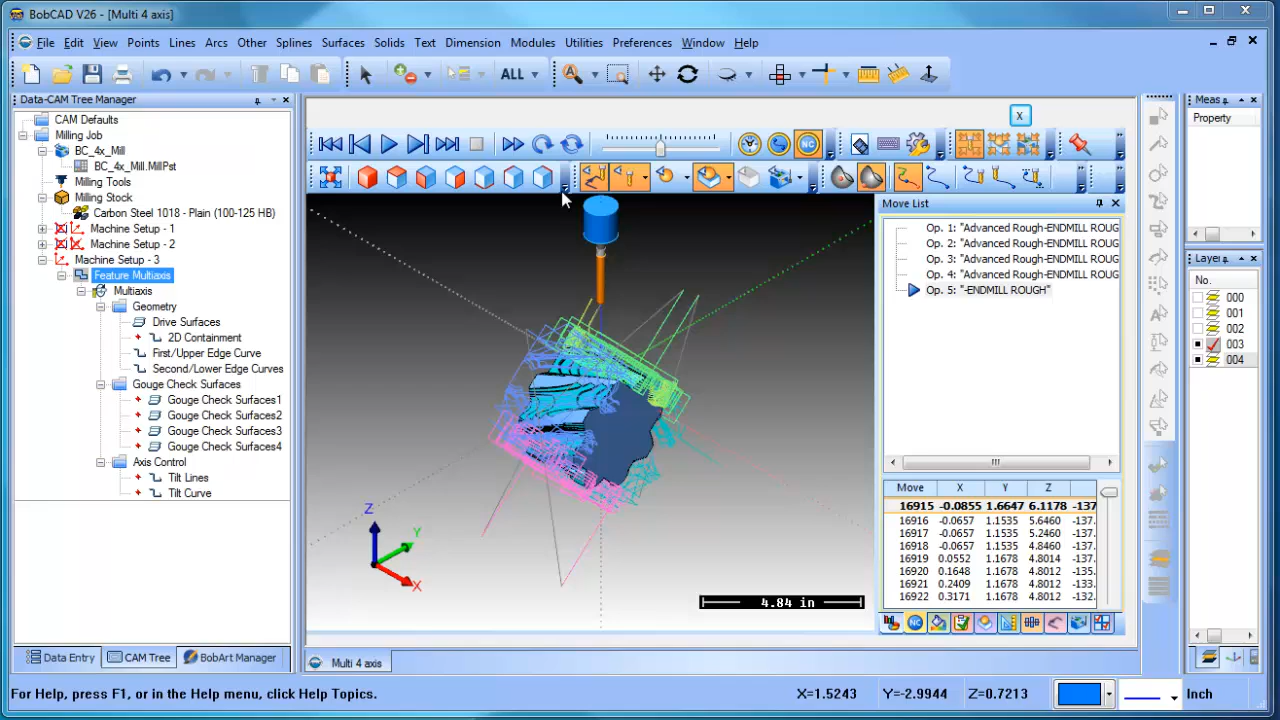 BobCAD V26 - [Multi 4 axis]
File Edit View Points Lines Arcs Other Splines Surfaces Solids Text Dimension Modules Utilities Preferences Window Help
ALL
Data-CAM Tree Manager
CAM Defaults
Milling Job
BC_4x_Mill
BC_4x_Mill.MillPst
Milling Tools
Milling Stock
Carbon Steel 1018 - Plain (100-125 HB)
Machine Setup - 1
Machine Setup - 2
Machine Setup - 3
Feature Multiaxis
Multiaxis
Geometry
Drive Surfaces
2D Containment
First/Upper Edge Curve
Second/Lower Edge Curves
Gouge Check Surfaces
Gouge Check Surfaces1
Gouge Check Surfaces2
Gouge Check Surfaces3
Gouge Check Surfaces4
Axis Control
Tilt Lines
Tilt Curve
Data Entry CAM Tree BobArt Manager
X
NC
Z
Y
X
4.84 in
Multi 4 axis
Move List
Op. 1: "Advanced Rough-ENDMILL ROUG
Op. 2: "Advanced Rough-ENDMILL ROUG
Op. 3: "Advanced Rough-ENDMILL ROUG
Op. 4: "Advanced Rough-ENDMILL ROUG
Op. 5: "-ENDMILL ROUGH"
Move X Y Z
16915 -0.0855 1.6647 6.1178 -137
16916 -0.0657 1.1535 5.6460 -137.
16917 -0.0657 1.1535 5.2460 -137.
16918 -0.0657 1.1535 4.8460 -137.
16919 0.0552 1.1678 4.8014 -137.
16920 0.1648 1.1678 4.8012 -135.
16921 0.2409 1.1678 4.8012 -133.
16922 0.3171 1.1678 4.8012 -132.
NC
Meas
Property
Layer
No.
000
001
002
003
004
For Help, press F1, or in the Help menu, click Help Topics.
X=1.5243 Y=-2.9944 Z=0.7213
Inch